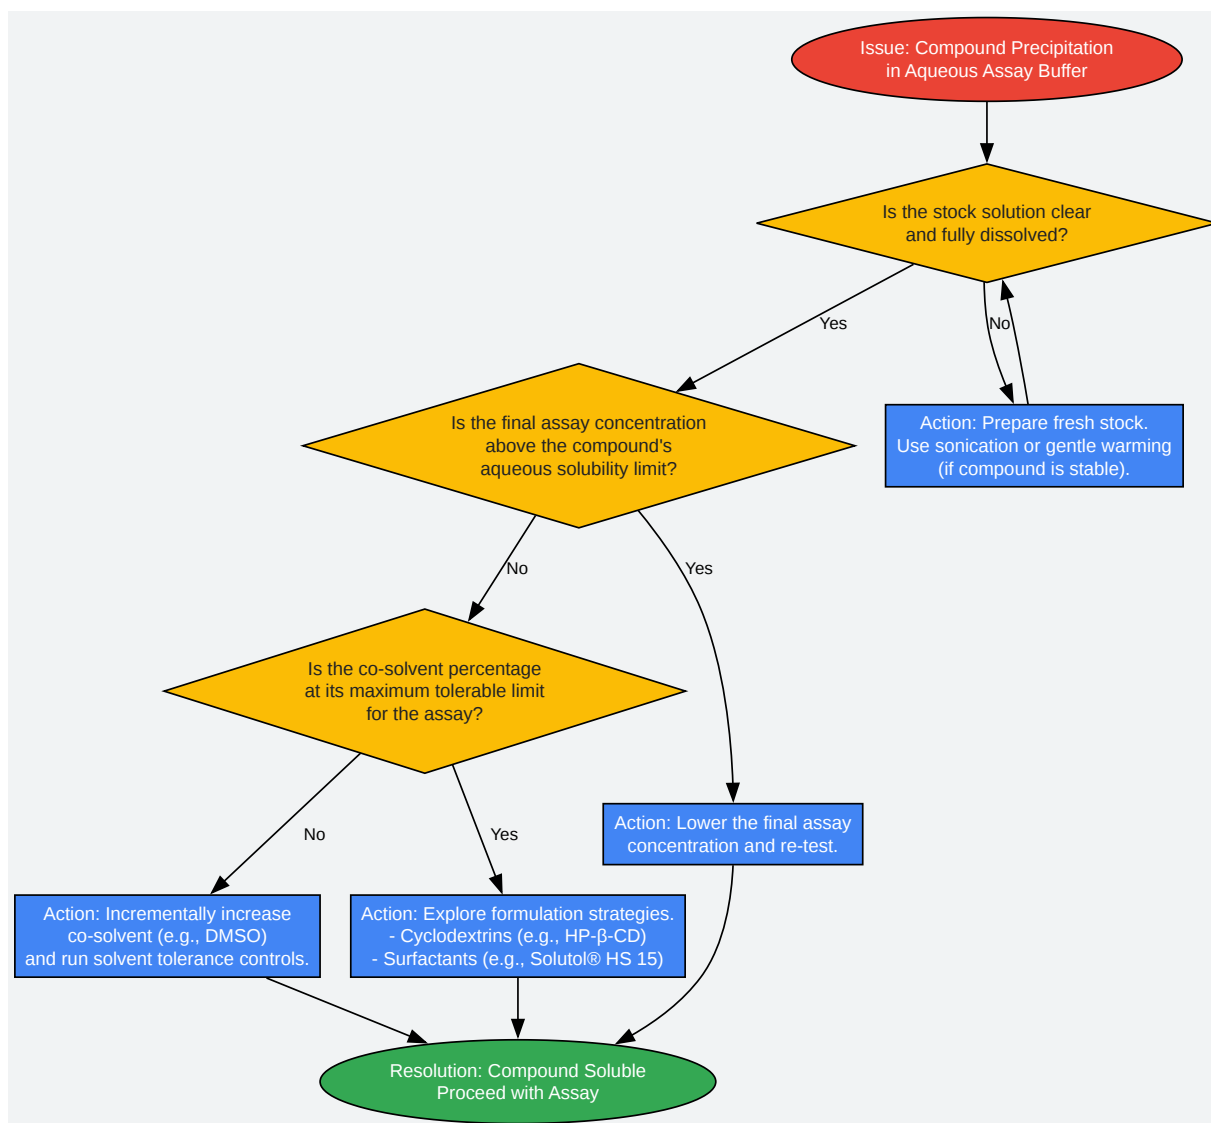 Issue: Compound Precipitation
in Aqueous Assay Buffer
Is the stock solution clear
and fully dissolved?
Yes
No
Is the final assay concentration
above the compound's
aqueous solubility limit?
Action: Prepare fresh stock.
Use sonication or gentle warming
(if compound is stable).
No
Yes
Is the co-solvent percentage
at its maximum tolerable limit
for the assay?
No
Yes
Action: Lower the final assay
concentration and re-test.
Action: Incrementally increase
co-solvent (e.g., DMSO)
and run solvent tolerance controls.
Action: Explore formulation strategies.
- Cyclodextrins (e.g., HP-β-CD)
- Surfactants (e.g., Solutol® HS 15)
Resolution: Compound Soluble
Proceed with Assay